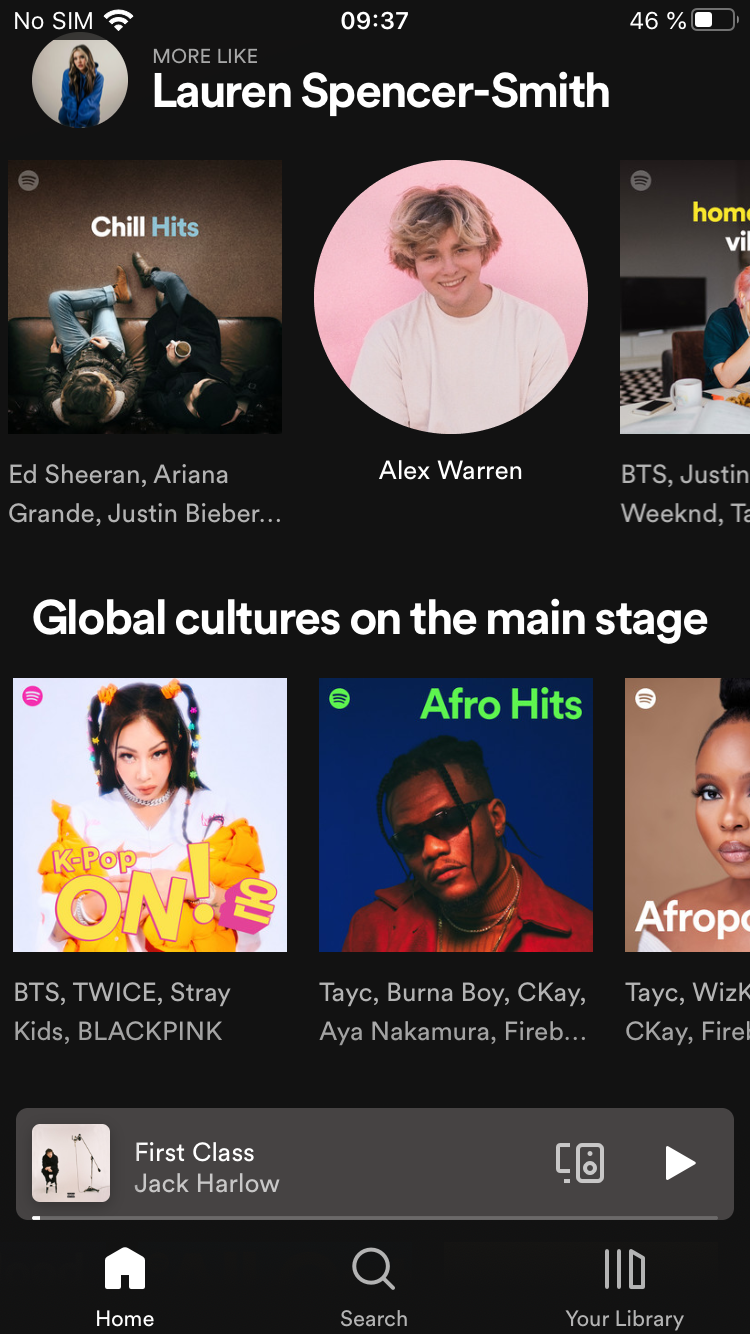 No SIM 09:37 46 %
MORE LIKE
Lauren Spencer-Smith
Chill Hits
home
Ed Sheeran, Ariana
Grande, Justin Bieber...
Alex Warren
BTS, Justin
Weeknd, Ta
Global cultures on the main stage
K-Pop
ON!
온
Afro Hits
Afropo
BTS, TWICE, Stray
Kids, BLACKPINK
Tayc, Burna Boy, CKay,
Aya Nakamura, Fireb...
Tayc, WizK
CKay, Fireb
First Class
Jack Harlow
Home
Search
Your Library